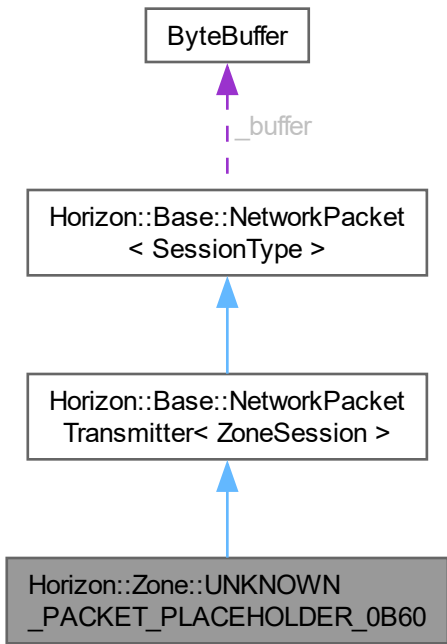 ByteBuffer
_buffer
Horizon::Base::NetworkPacket
< SessionType >
Horizon::Base::NetworkPacket
Transmitter< ZoneSession >
Horizon::Zone::UNKNOWN
_PACKET_PLACEHOLDER_0B60